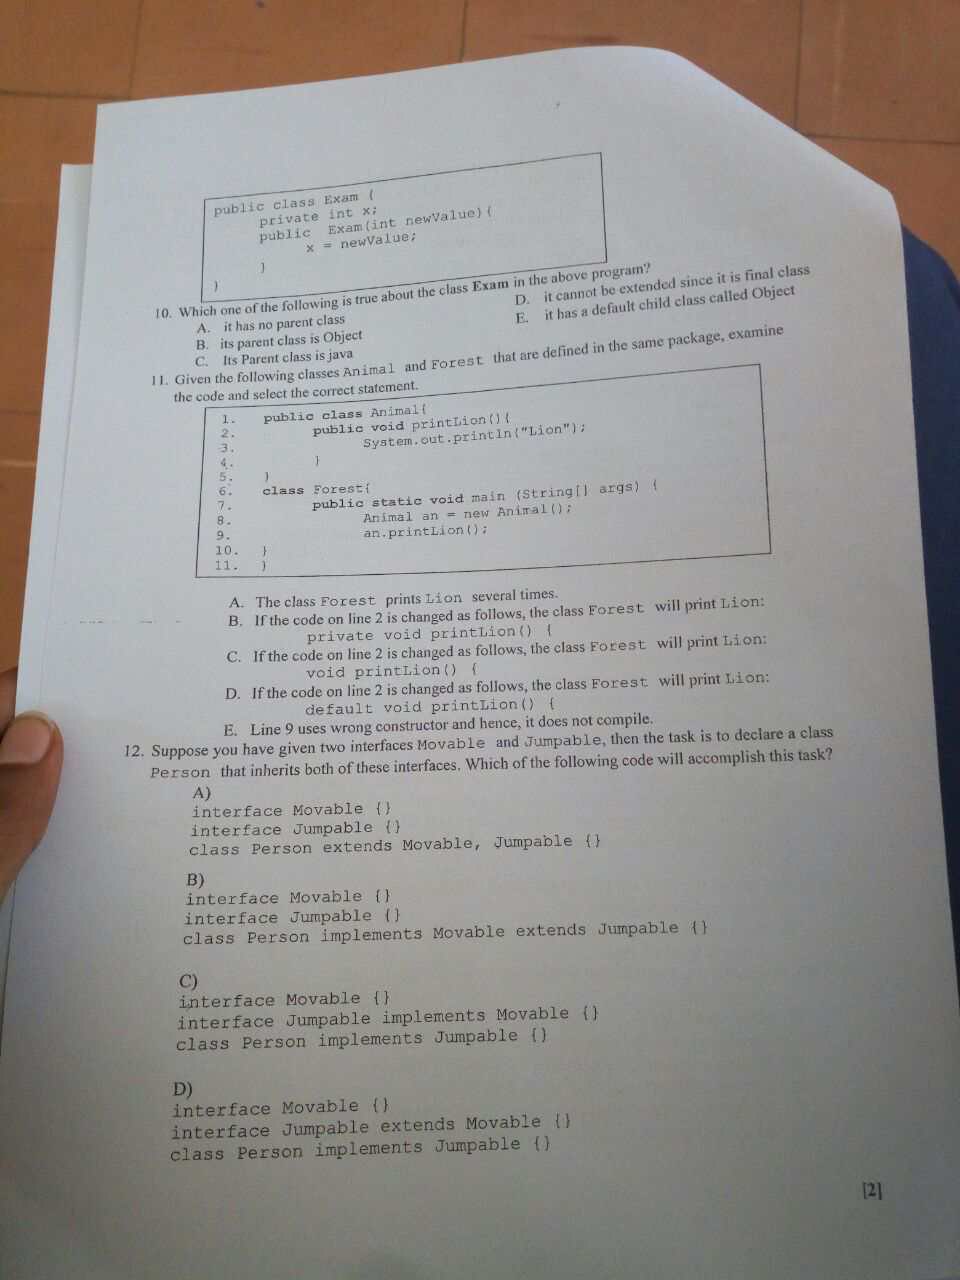 public class Exam {
private int x;
public Exam(int newValue){
x = newValue;
}
}
10. Which one of the following is true about the class Exam in the above program?
A. it has no parent class
B. its parent class is Object
C. Its Parent class is java
D. it cannot be extended since it is final class
E. it has a default child class called Object
11. Given the following classes Animal and Forest that are defined in the same package, examine
the code and select the correct statement.
1. public class Animal{
2. public void printLion(){
3. System.out.println("Lion");
4. }
5. }
6. class Forest{
7. public static void main (String[] args) {
8. Animal an = new Animal();
9. an.printLion();
10. }
11. }
A. The class Forest prints Lion several times.
B. If the code on line 2 is changed as follows, the class Forest will print Lion:
private void printLion() {
C. If the code on line 2 is changed as follows, the class Forest will print Lion:
void printLion() {
D. If the code on line 2 is changed as follows, the class Forest will print Lion:
default void printLion() {
E. Line 9 uses wrong constructor and hence, it does not compile.
12. Suppose you have given two interfaces Movable and Jumpable, then the task is to declare a class
Person that inherits both of these interfaces. Which of the following code will accomplish this task?
A)
interface Movable {}
interface Jumpable {}
class Person extends Movable, Jumpable {}
B)
interface Movable {}
interface Jumpable {}
class Person implements Movable extends Jumpable {}
C)
interface Movable {}
interface Jumpable implements Movable {}
class Person implements Jumpable {}
D)
interface Movable {}
interface Jumpable extends Movable {}
class Person implements Jumpable {}
[2]